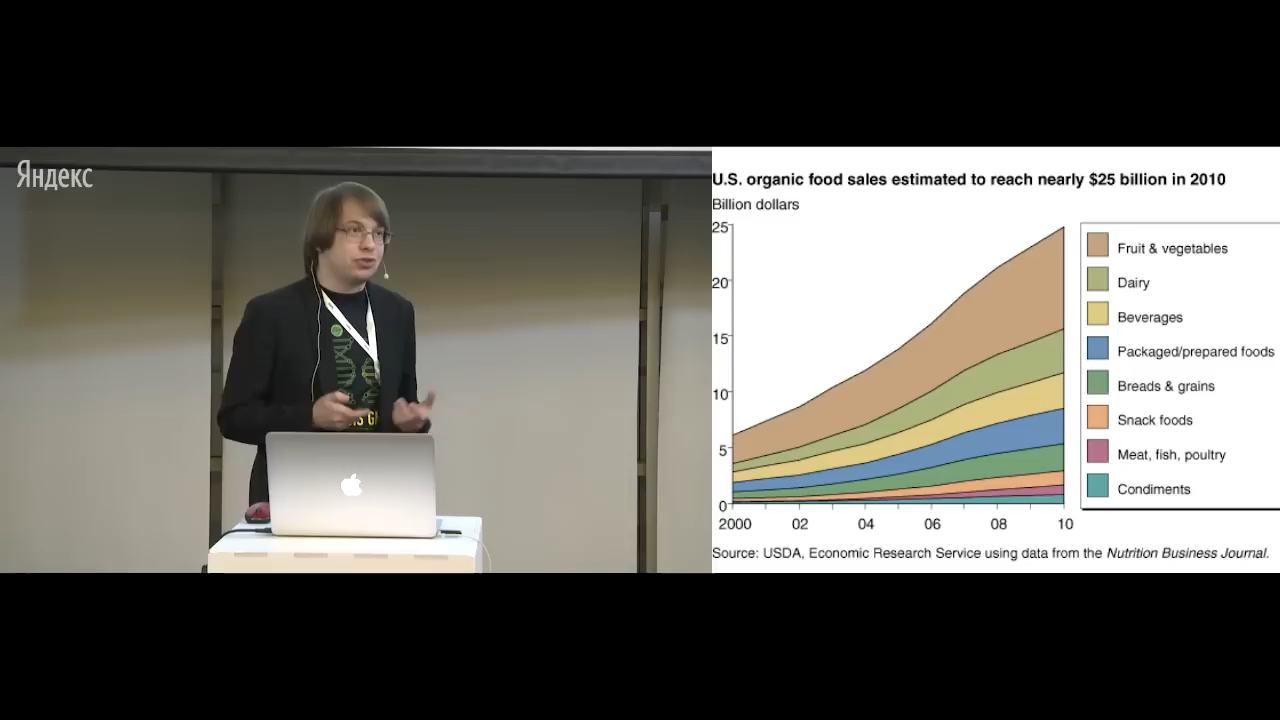 Яндекс
U.S. organic food sales estimated to reach nearly $25 billion in 2010
Billion dollars
25
20
15
10
5
0
2000 02 04 06 08 10
Fruit & vegetables
Dairy
Beverages
Packaged/prepared foods
Breads & grains
Snack foods
Meat, fish, poultry
Condiments
Source: USDA, Economic Research Service using data from the Nutrition Business Journal.